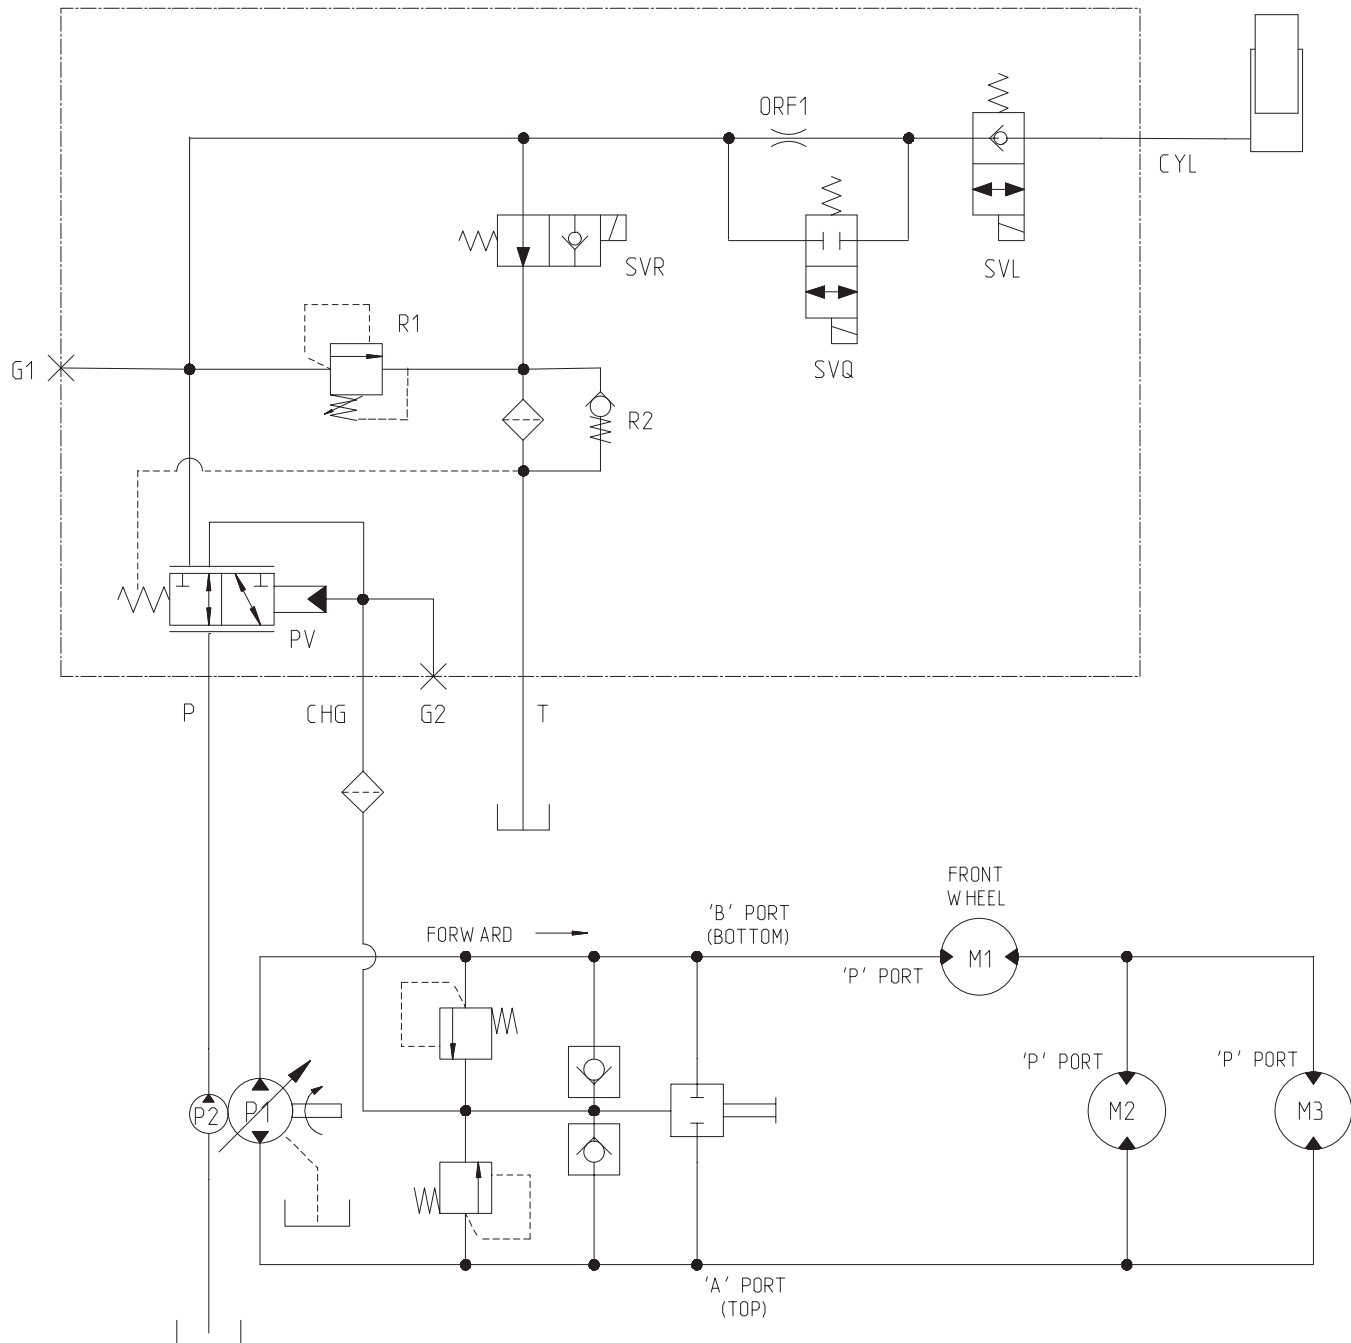 ORF1
CYL
SVR
SVL
R1
G1
SVQ
R2
PV
P
CHG
G2
T
FRONT
WHEEL
'B' PORT
(BOTTOM)
FORWARD
M1
'P' PORT
'P' PORT
'P' PORT
P2
P1
M2
M3
'A' PORT
(TOP)